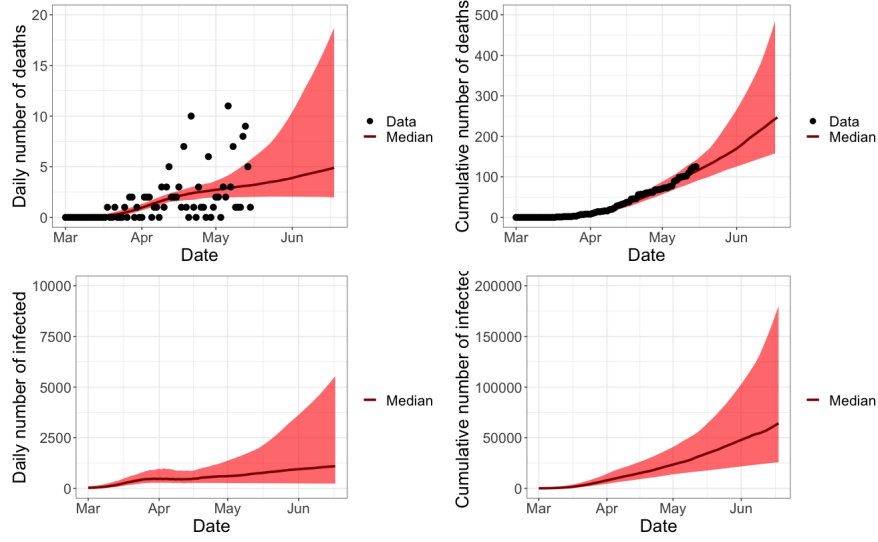 Daily number of deaths
20
15
10
5
0
Mar
Apr
May
Jun
Date
Data
Median
Cumulative number of deaths
500
400
300
200
100
0
Mar
Apr
May
Jun
Date
Data
Median
Daily number of infected
10000
7500
5000
2500
0
Mar
Apr
May
Jun
Date
Median
Cumulative number of infected
200000
150000
100000
50000
0
Mar
Apr
May
Jun
Date
Median